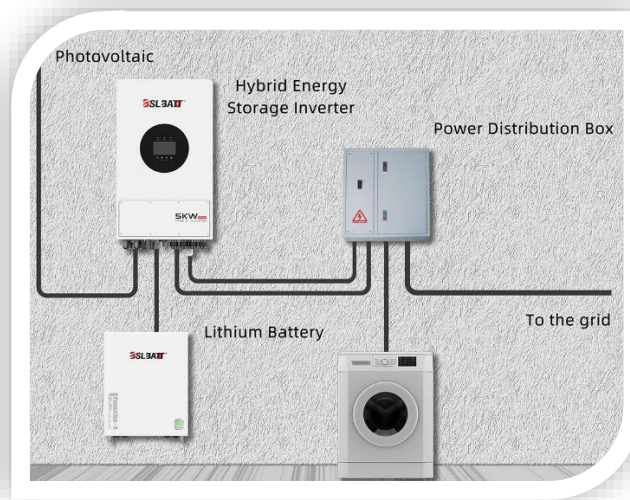 Photovoltaic
BSLBATT
Hybrid Energy
Storage Inverter
Power Distribution Box
5KW
To the grid
Lithium Battery
BSLBATT